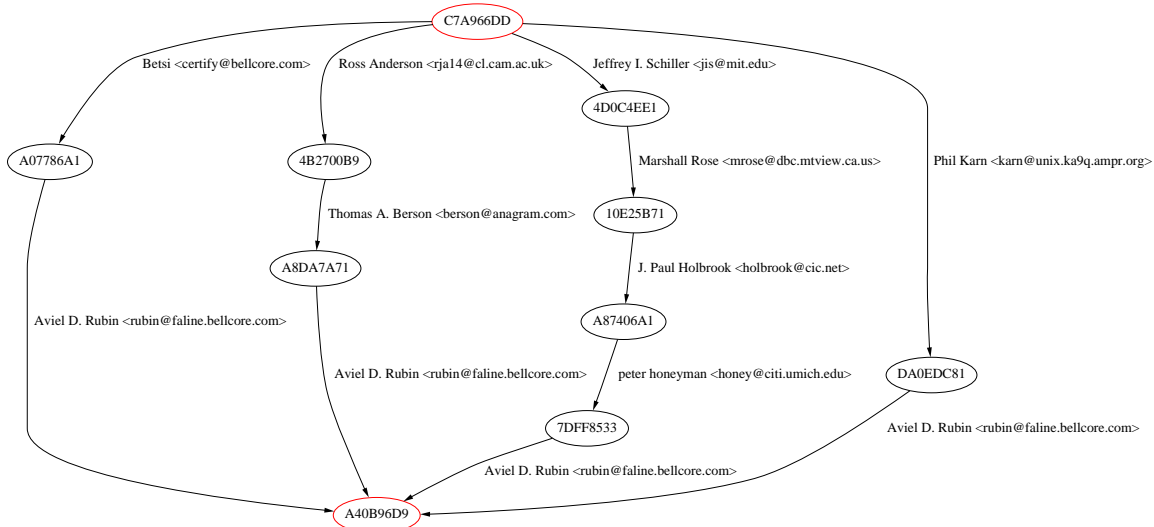 C7A966DD
Betsi <certify@bellcore.com>
Ross Anderson <rja14@cl.cam.ac.uk>
Jeffrey I. Schiller <jis@mit.edu>
4D0C4EE1
A07786A1
4B2700B9
Marshall Rose <mrose@dbc.mtview.ca.us>
Phil Karn <karn@unix.ka9q.ampr.org>
Thomas A. Berson <berson@anagram.com>
10E25B71
A8DA7A71
J. Paul Holbrook <holbrook@cic.net>
Aviel D. Rubin <rubin@faline.bellcore.com>
A87406A1
Aviel D. Rubin <rubin@faline.bellcore.com>
peter honeyman <honey@citi.umich.edu>
DA0EDC81
7DFF8533
Aviel D. Rubin <rubin@faline.bellcore.com>
Aviel D. Rubin <rubin@faline.bellcore.com>
A40B96D9